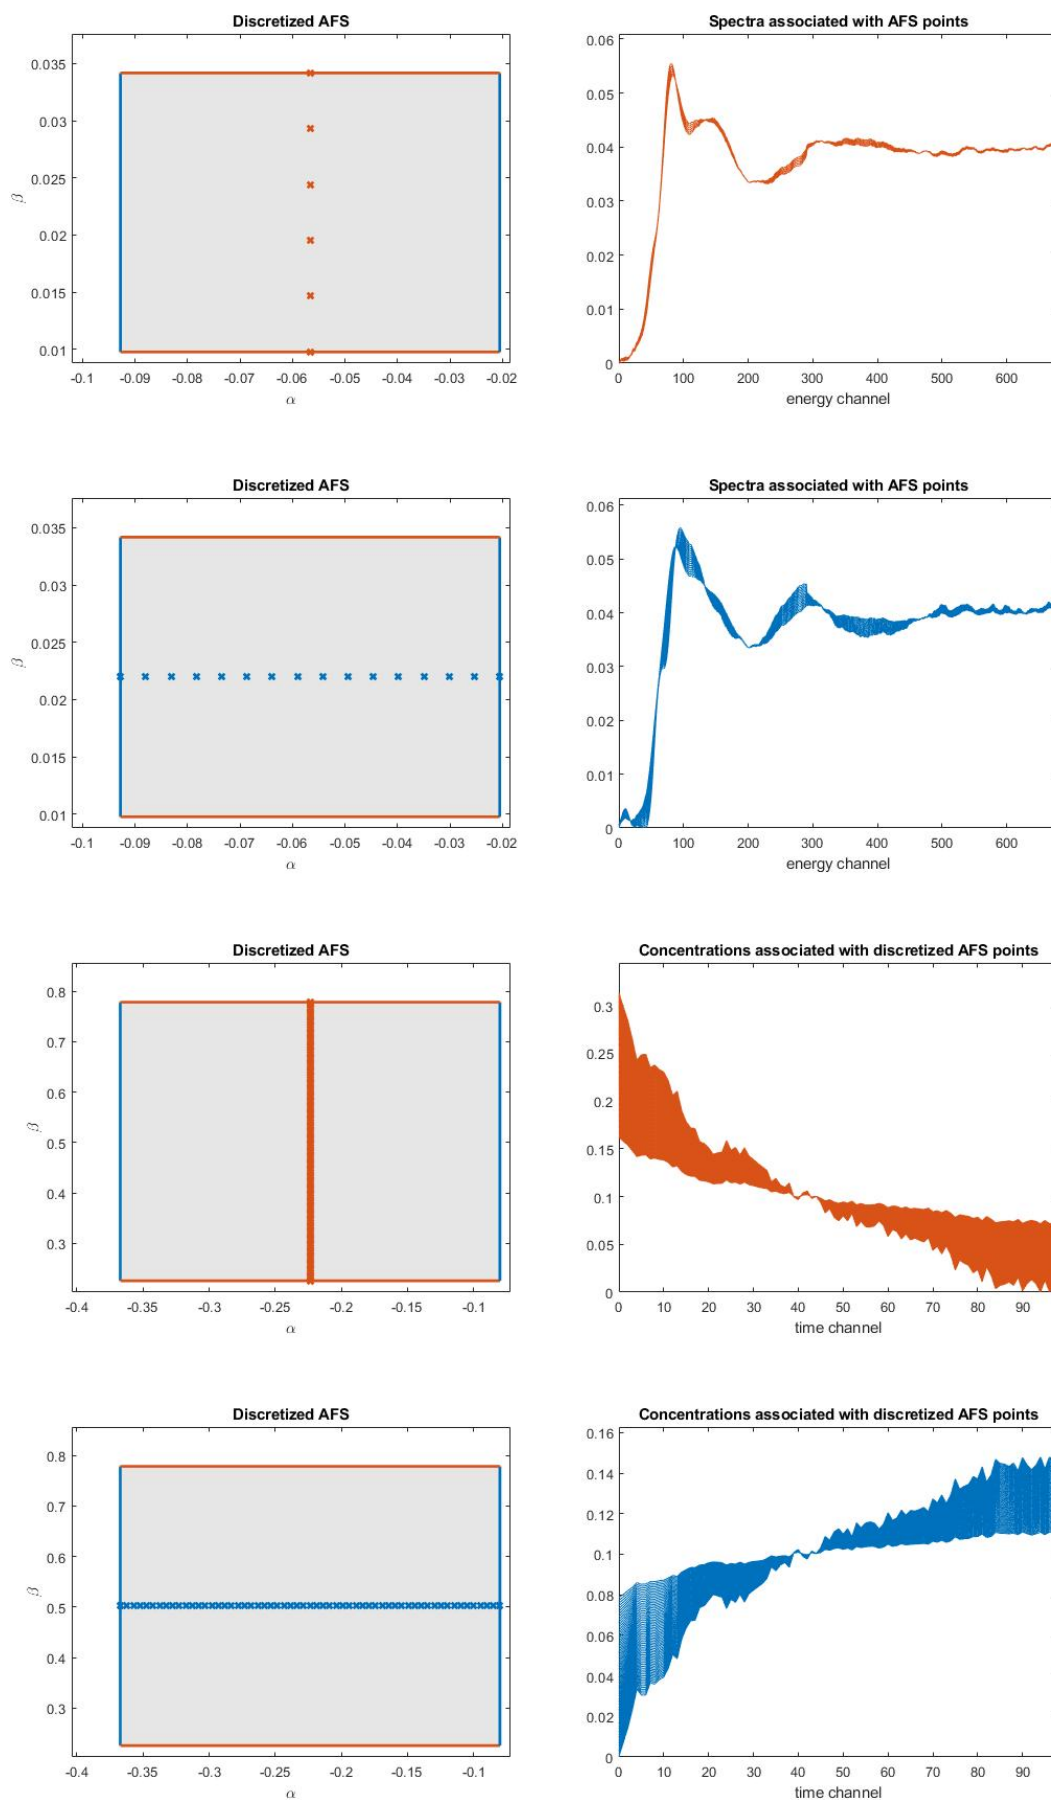 Discretized AFS
0.035
0.03
0.025
0.02
0.015
0.01
β
-0.1 -0.09 -0.08 -0.07 -0.06 -0.05 -0.04 -0.03 -0.02
α
Spectra associated with AFS points
0.06
0.05
0.04
0.03
0.02
0.01
0
0 100 200 300 400 500 600
energy channel
Discretized AFS
0.035
0.03
0.025
0.02
0.015
0.01
β
-0.1 -0.09 -0.08 -0.07 -0.06 -0.05 -0.04 -0.03 -0.02
α
Spectra associated with AFS points
0.06
0.05
0.04
0.03
0.02
0.01
0
0 100 200 300 400 500 600
energy channel
Discretized AFS
0.8
0.7
0.6
0.5
0.4
0.3
β
-0.4 -0.35 -0.3 -0.25 -0.2 -0.15 -0.1
α
Concentrations associated with discretized AFS points
0.3
0.25
0.2
0.15
0.1
0.05
0
0 10 20 30 40 50 60 70 80 90
time channel
Discretized AFS
0.8
0.7
0.6
0.5
0.4
0.3
β
-0.4 -0.35 -0.3 -0.25 -0.2 -0.15 -0.1
α
Concentrations associated with discretized AFS points
0.16
0.14
0.12
0.1
0.08
0.06
0.04
0.02
0
0 10 20 30 40 50 60 70 80 90
time channel